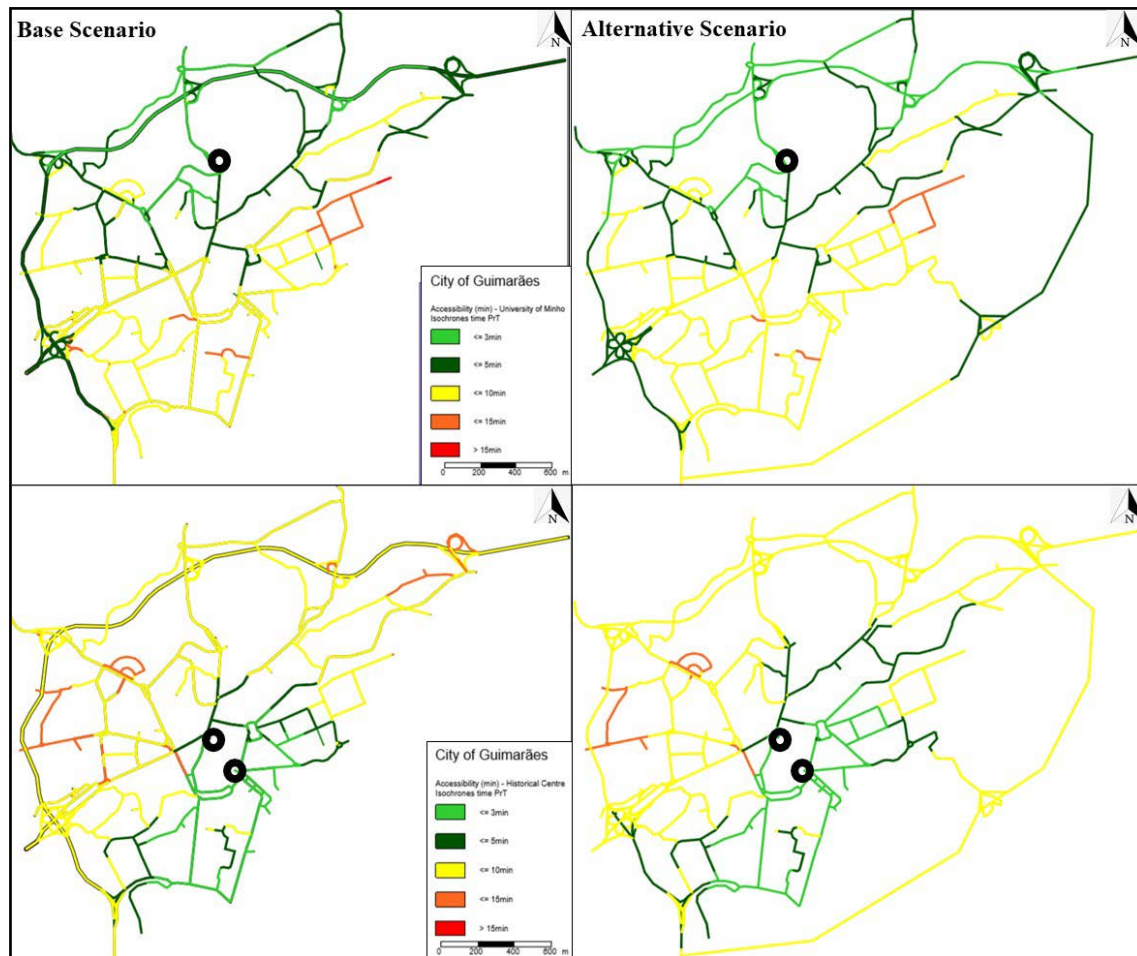 Base Scenario
N
Alternative Scenario
N
City of Guimarães
Accessibility (min) - University of Minho
Isochrones time PrT
<= 3min
<= 5min
<= 10min
<= 15min
> 15min
0 200 400 600 m
N
N
City of Guimarães
Accessibility (min) - Historical Centre
Isochrones time PrT
<= 3min
<= 5min
<= 10min
<= 15min
> 15min
0 200 400 600 m